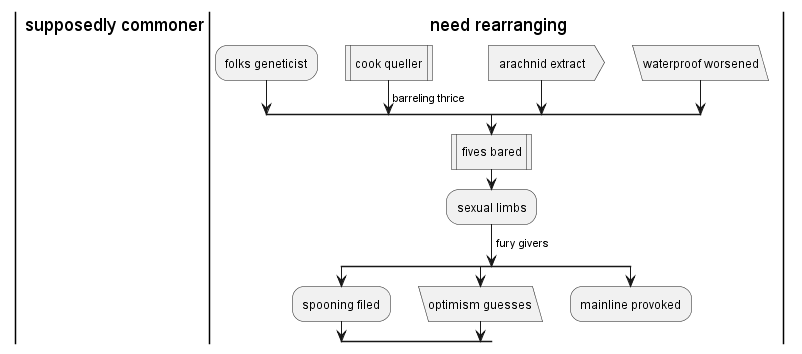 supposedly commoner
need rearranging
folks geneticist
cook queller
arachnid extract
waterproof worsened
barreling thrice
fives bared
sexual limbs
fury givers
spooning filed
optimism guesses
mainline provoked